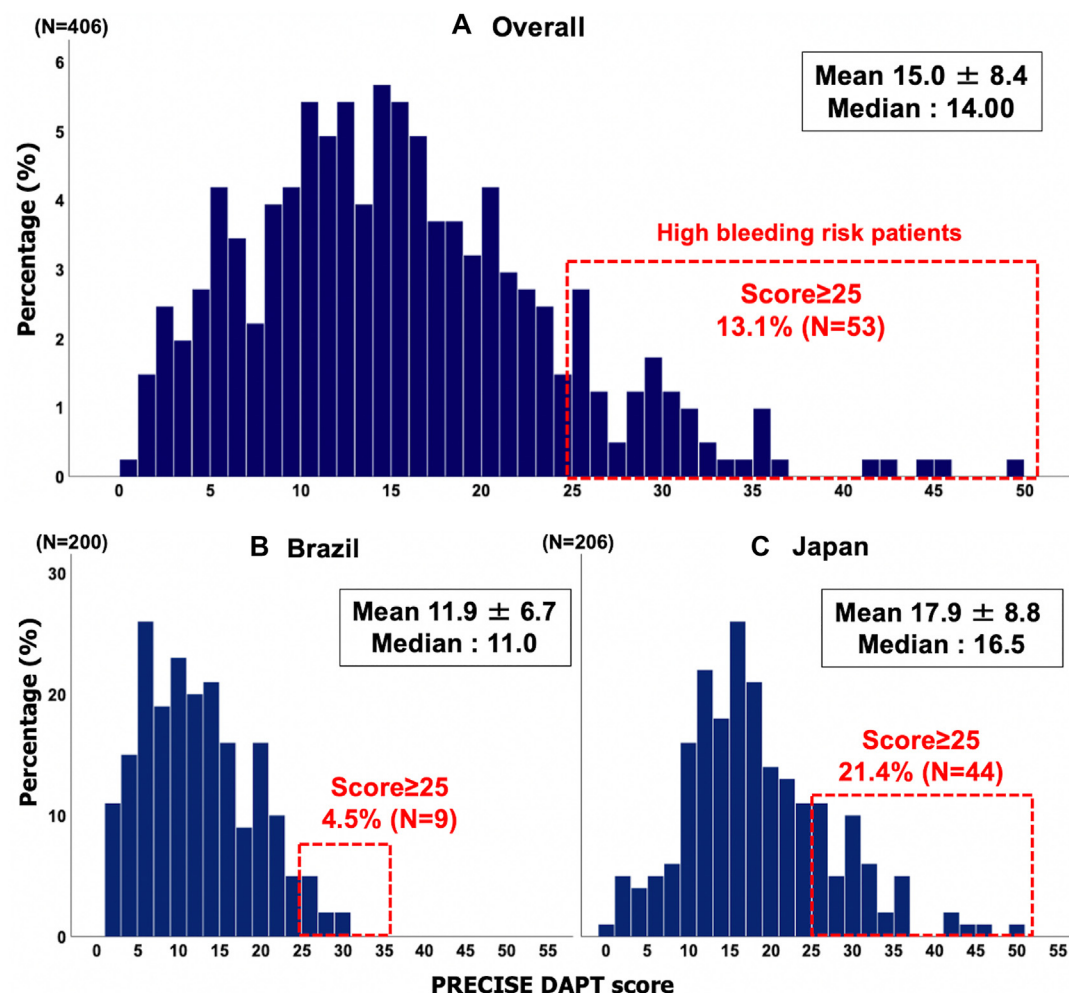 (N=406)
A Overall
Mean 15.0 ± 8.4
Median : 14.00
High bleeding risk patients
Score≥25
13.1% (N=53)
Percentage (%)
6
5
4
3
2
1
0
0 5 10 15 20 25 30 35 40 45 50
(N=200)
B Brazil
Mean 11.9 ± 6.7
Median : 11.0
Score≥25
4.5% (N=9)
Percentage (%)
30
20
10
0
0 5 10 15 20 25 30 35 40 45 50 55
(N=206)
C Japan
Mean 17.9 ± 8.8
Median : 16.5
Score≥25
21.4% (N=44)
0 5 10 15 20 25 30 35 40 45 50 55
PRECISE DAPT score